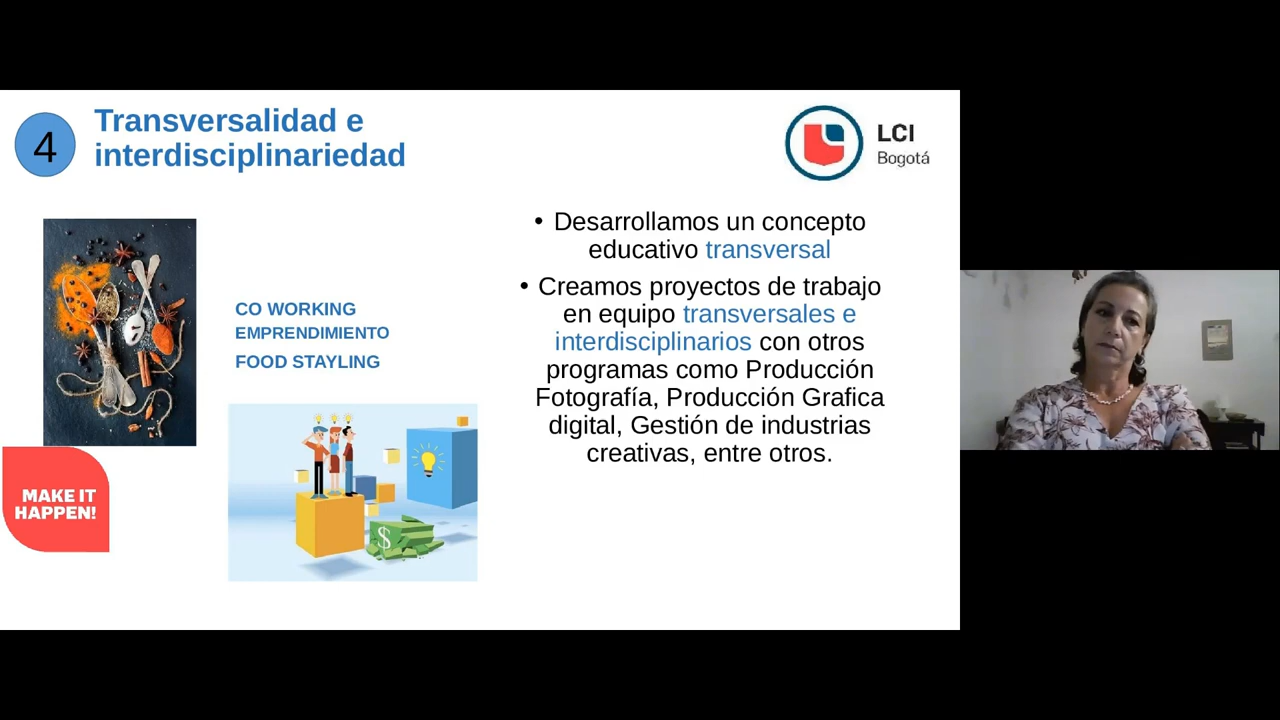 4
Transversalidad e
interdisciplinariedad
LCI
Bogotá
• Desarrollamos un concepto
educativo transversal
• Creamos proyectos de trabajo
en equipo transversales e
interdisciplinarios con otros
programas como Producción
Fotografía, Producción Grafica
digital, Gestión de industrias
creativas, entre otros.
CO WORKING
EMPRENDIMIENTO
FOOD STAYLING
MAKE IT
HAPPEN!
$